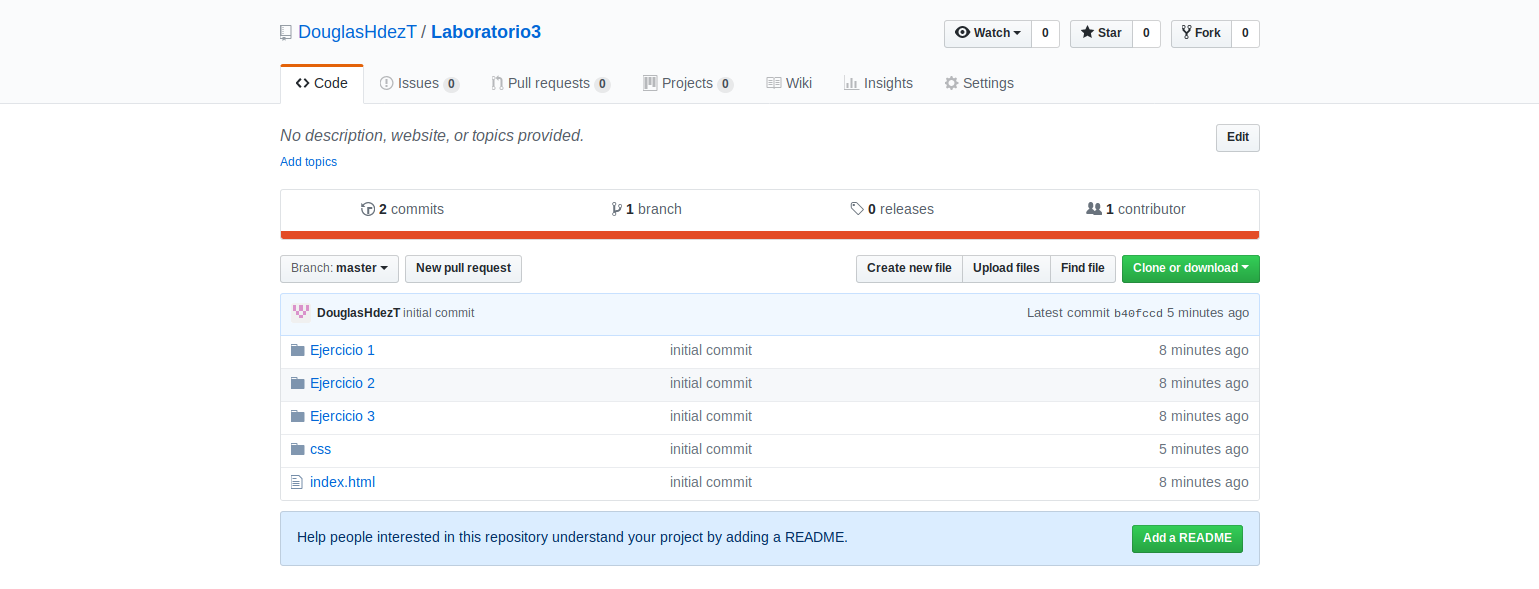 DouglasHdezT / Laboratorio3 Watch 0 Star 0 Fork 0
Code Issues 0 Pull requests 0 Projects 0 Wiki Insights Settings
No description, website, or topics provided. Edit
Add topics
2 commits 1 branch 0 releases 1 contributor
Branch: master New pull request Create new file Upload files Find file Clone or download
DouglasHdezT initial commit Latest commit b40fccd 5 minutes ago
Ejercicio 1 initial commit 8 minutes ago
Ejercicio 2 initial commit 8 minutes ago
Ejercicio 3 initial commit 8 minutes ago
css initial commit 5 minutes ago
index.html initial commit 8 minutes ago
Help people interested in this repository understand your project by adding a README. Add a README